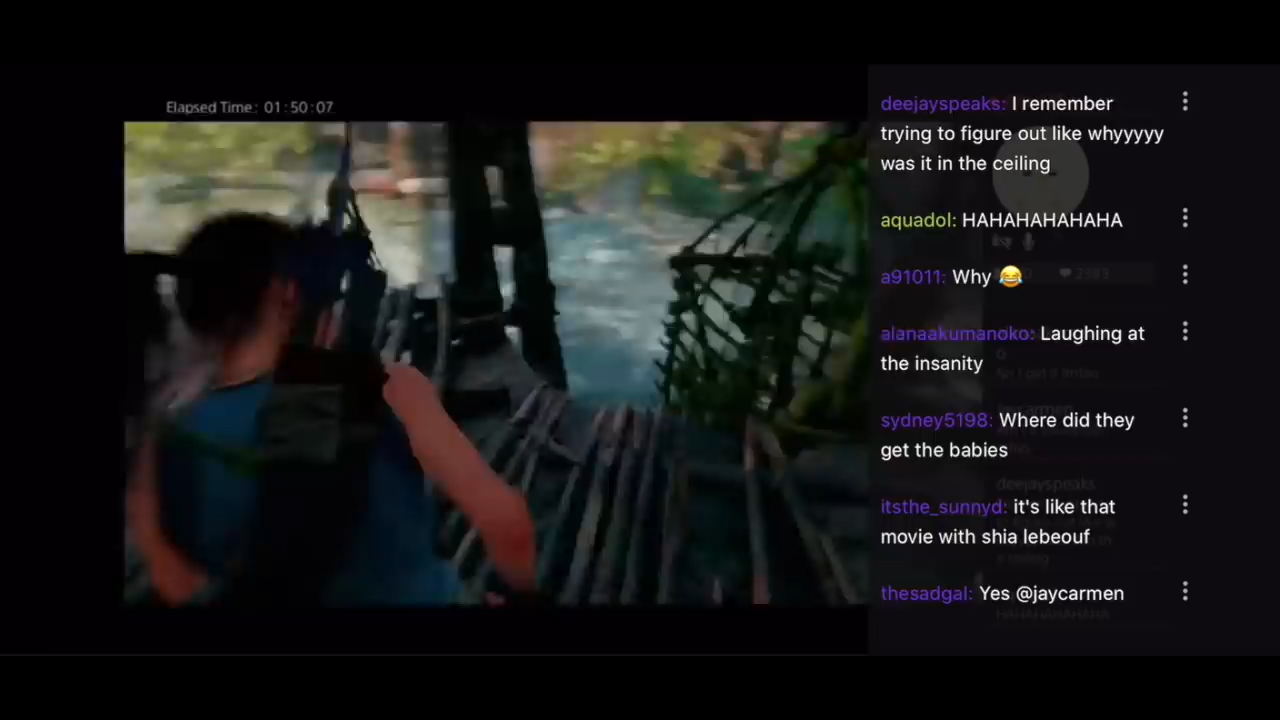 Elapsed Time: 01:50:07
deejayspeaks: I remember
trying to figure out like whyyyyy
was it in the ceiling
aquadol: HAHAHAHAHAHA
a91011: Why 😂
alanaakumanoko: Laughing at
the insanity
sydney5198: Where did they
get the babies
itsthe_sunnyd: it's like that
movie with shia lebeouf
thesadgal: Yes @jaycarmen
deejayspeaks
HAHAHAHAHAHA